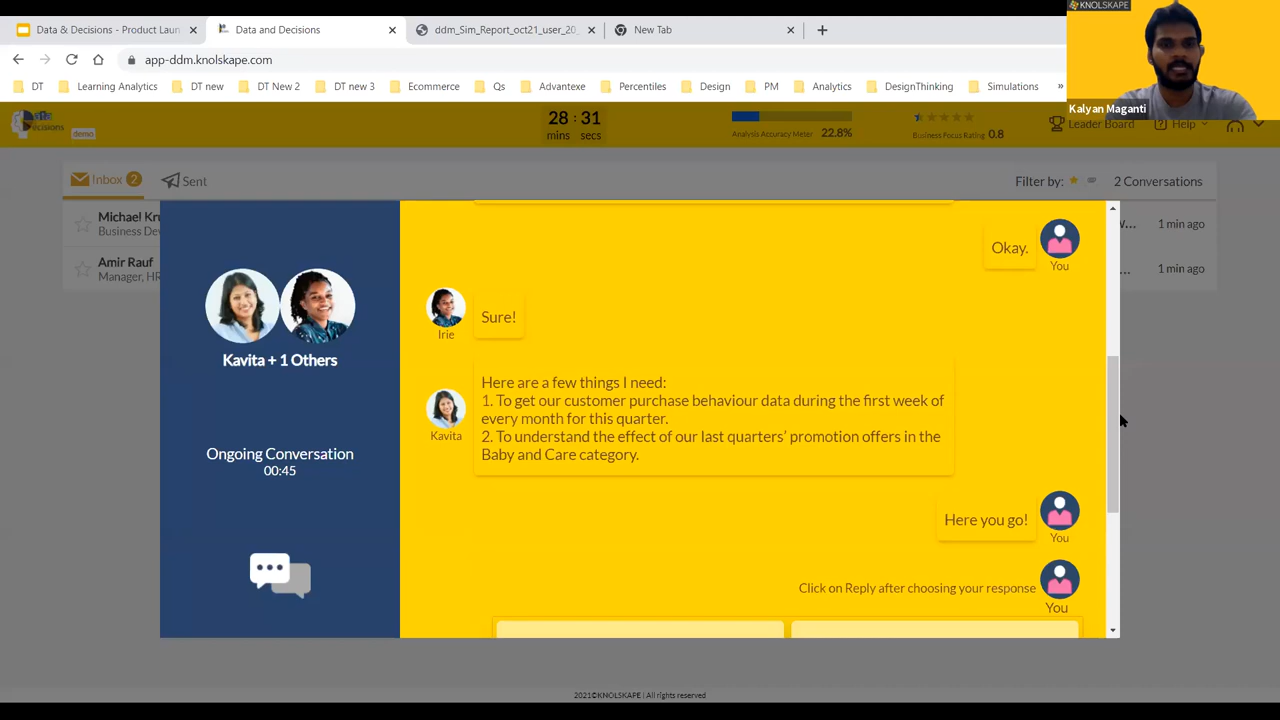 KNOLSKAPE
Data & Decisions - Product Laun
Data and Decisions
ddm_Sim_Report_oct21_user_20_
New Tab
app-ddm.knolskape.com
DT
Learning Analytics
DT new
DT New 2
DT new 3
Ecommerce
Qs
Advantexe
Percentiles
Design
PM
Analytics
DesignThinking
Simulations
»
Kalyan Maganti
Decisions
demo
28 : 31
mins secs
Analysis Accuracy Meter 22.8%
Business Focus Rating 0.8
Leader Board
Help
Inbox 2
Sent
Filter by:
2 Conversations
Michael Kr
Business De
W...
1 min ago
Amir Rauf
Manager, HR
...
1 min ago
Kavita + 1 Others
Ongoing Conversation
00:45
Okay.
You
Sure!
Irie
Here are a few things I need:
1. To get our customer purchase behaviour data during the first week of
every month for this quarter.
2. To understand the effect of our last quarters' promotion offers in the
Baby and Care category.
Kavita
Here you go!
You
Click on Reply after choosing your response
You
2021©KNOLSKAPE | All rights reserved